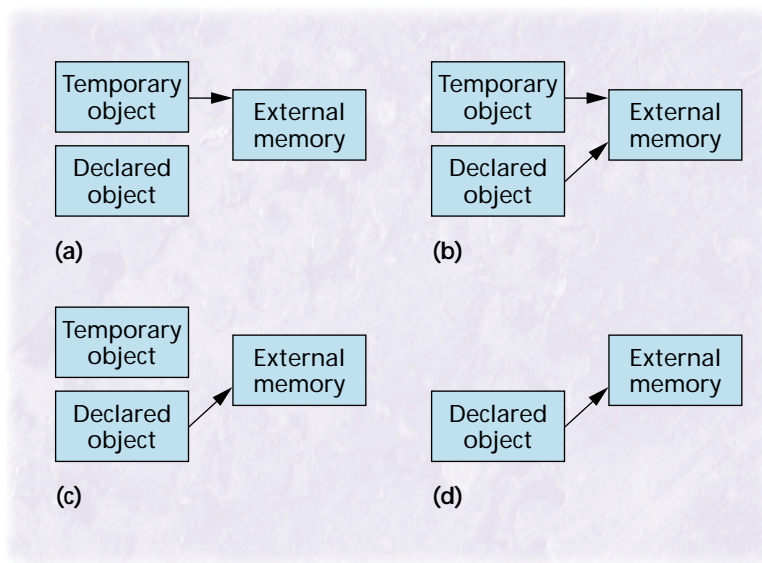 Temporary
object
External
memory
Declared
object
(a)
Temporary
object
External
memory
Declared
object
(b)
Temporary
object
External
memory
Declared
object
(c)
External
memory
Declared
object
(d)